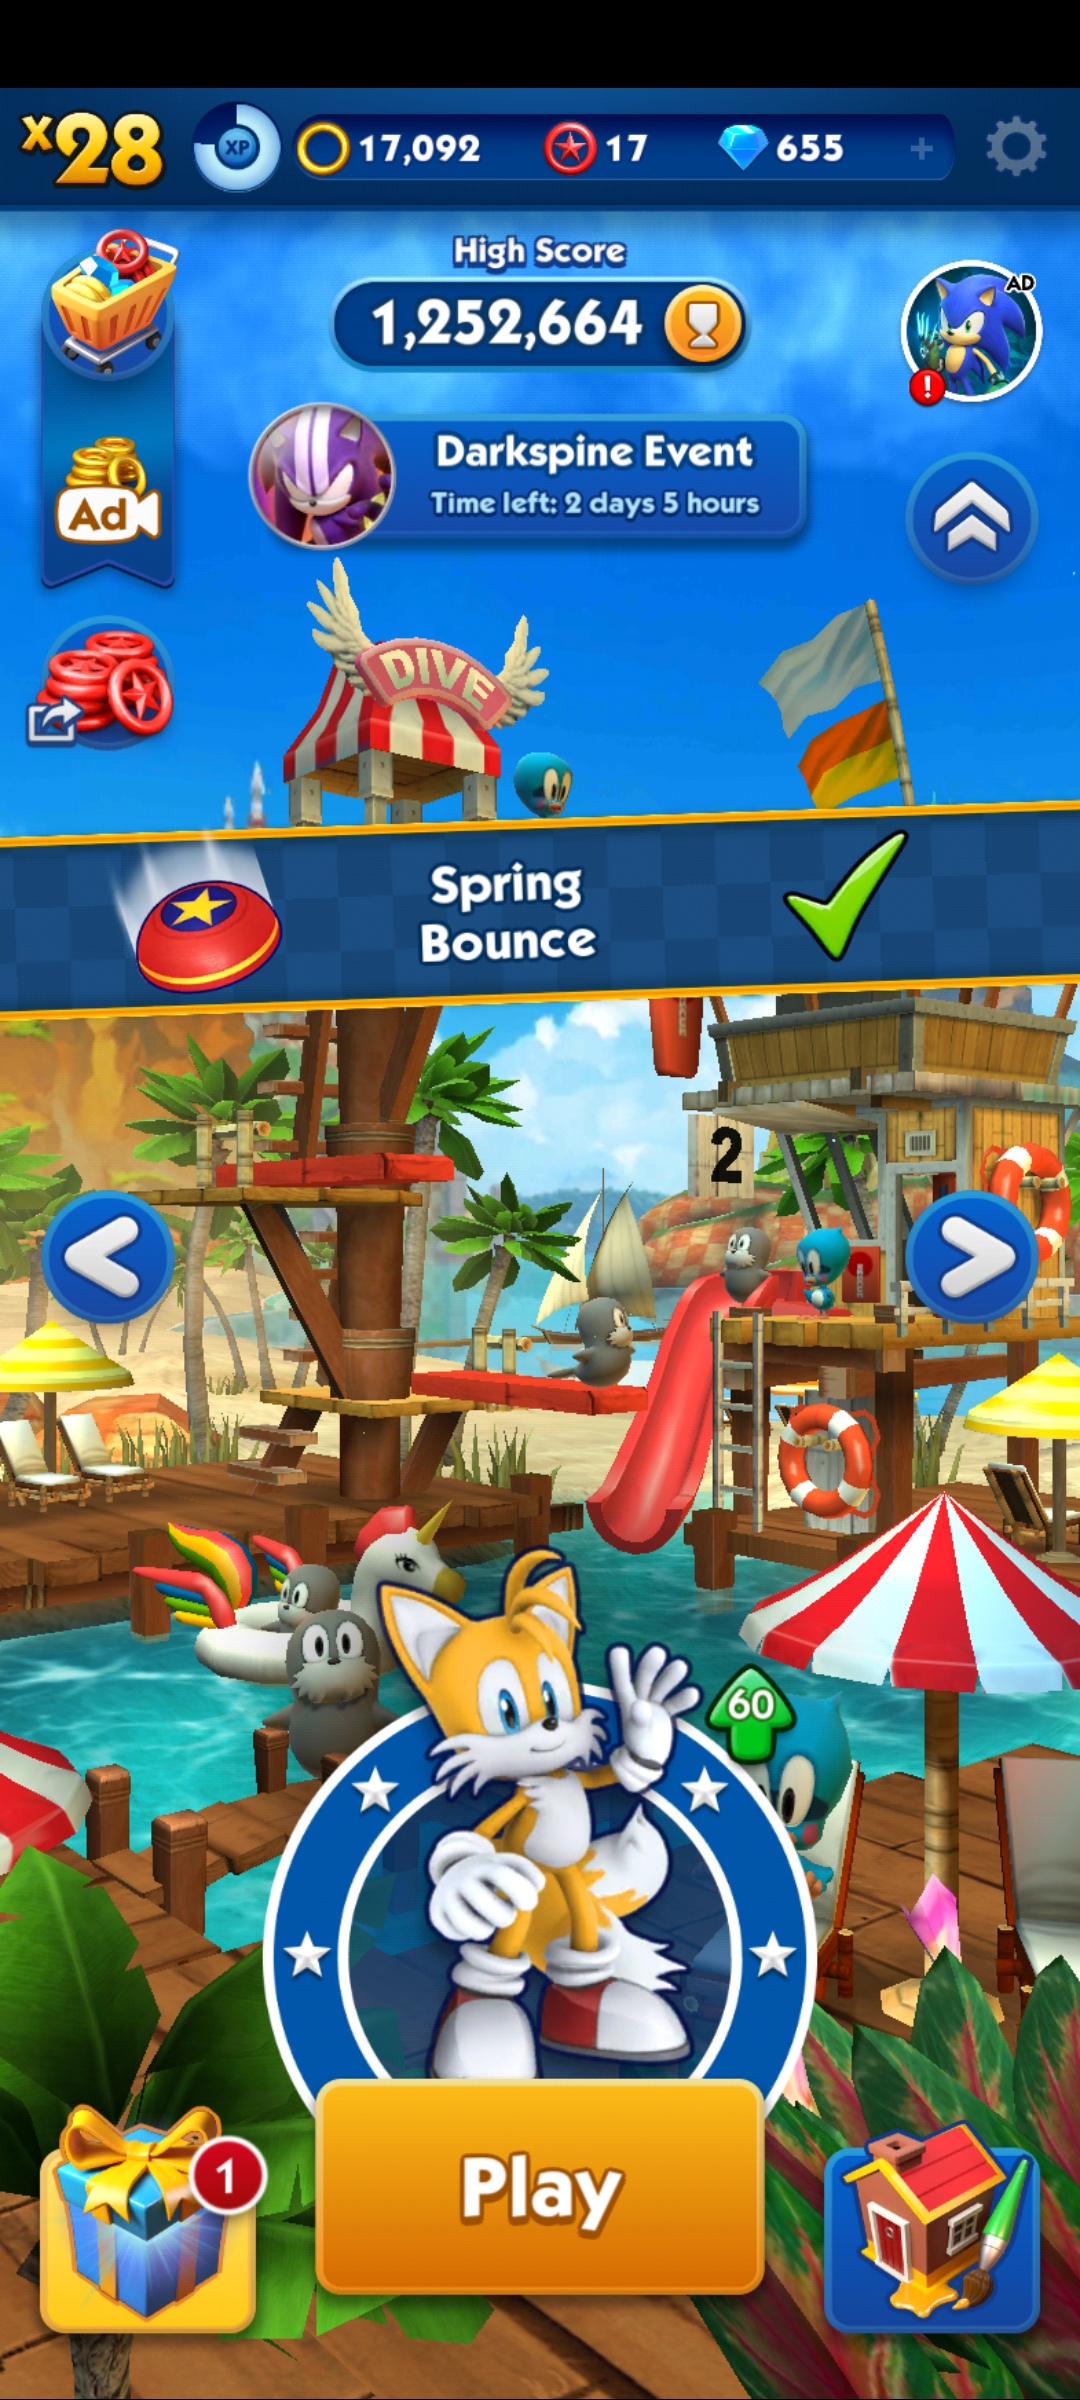 x28
XP
17,092
17
655
+
High Score
1,252,664
AD
!
Darkspine Event
Time left: 2 days 5 hours
Ad
DIVE
Spring
Bounce
2
60
Play
1